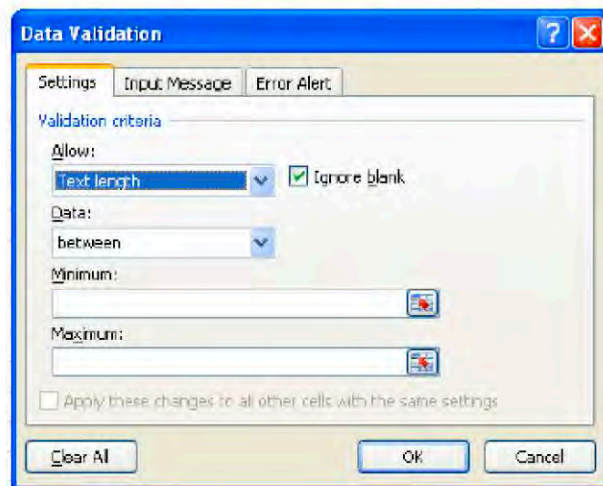 Data Validation
Settings Input Message Error Alert
Validation criteria
Allow:
Text length Ignore blank
Data:
between
Minimum:
Maximum:
Apply these changes to all other cells with the same settings
Clear All OK Cancel